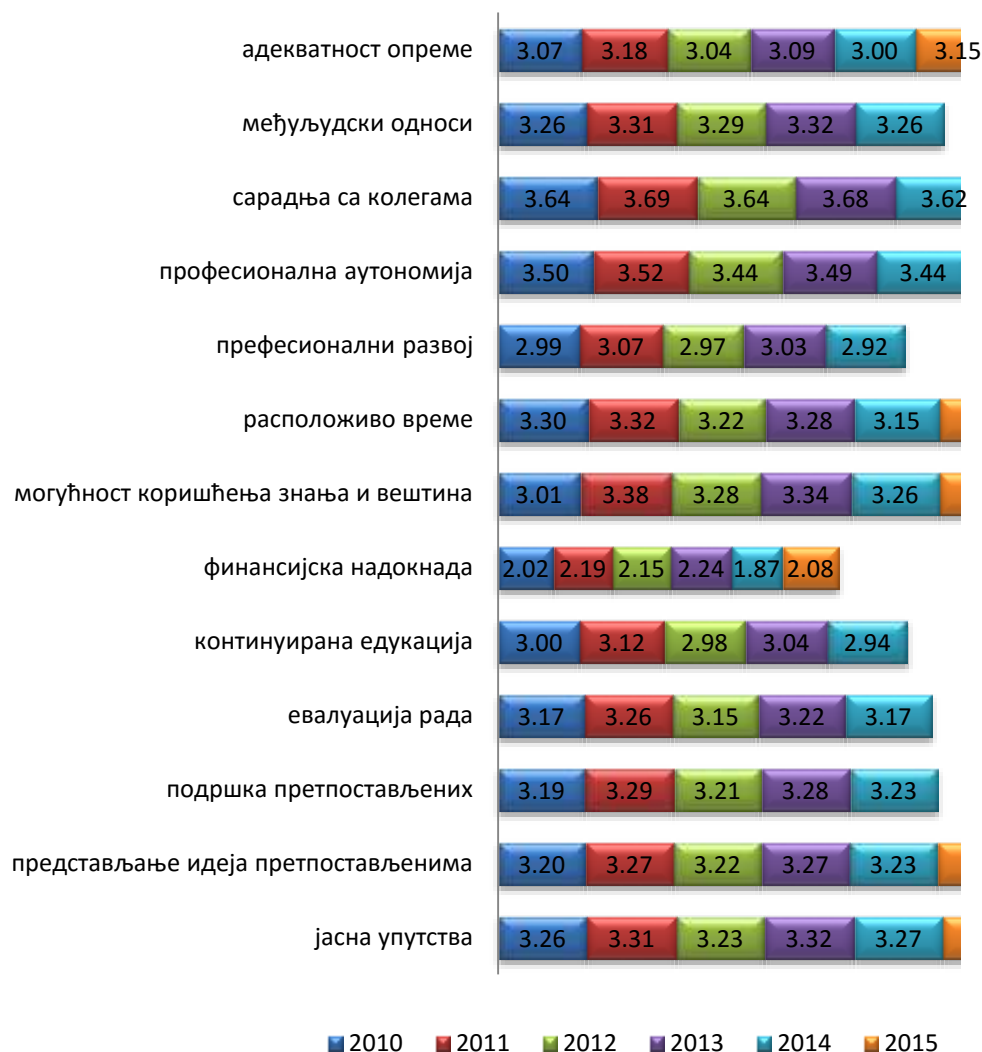 адекватност опреме 3.07 3.18 3.04 3.09 3.00 3.15
међуљудски односи 3.26 3.31 3.29 3.32 3.26
сарадња са колегама 3.64 3.69 3.64 3.68 3.62
професионална аутономија 3.50 3.52 3.44 3.49 3.44
префесионални развој 2.99 3.07 2.97 3.03 2.92
расположиво време 3.30 3.32 3.22 3.28 3.15
могућност коришћења знања и вештина 3.01 3.38 3.28 3.34 3.26
финансијска надокнада 2.02 2.19 2.15 2.24 1.87 2.08
континуирана едукација 3.00 3.12 2.98 3.04 2.94
евалуација рада 3.17 3.26 3.15 3.22 3.17
подршка претпостављених 3.19 3.29 3.21 3.28 3.23
представљање идеја претпостављенима 3.20 3.27 3.22 3.27 3.23
јасна упутства 3.26 3.31 3.23 3.32 3.27
2010 2011 2012 2013 2014 2015